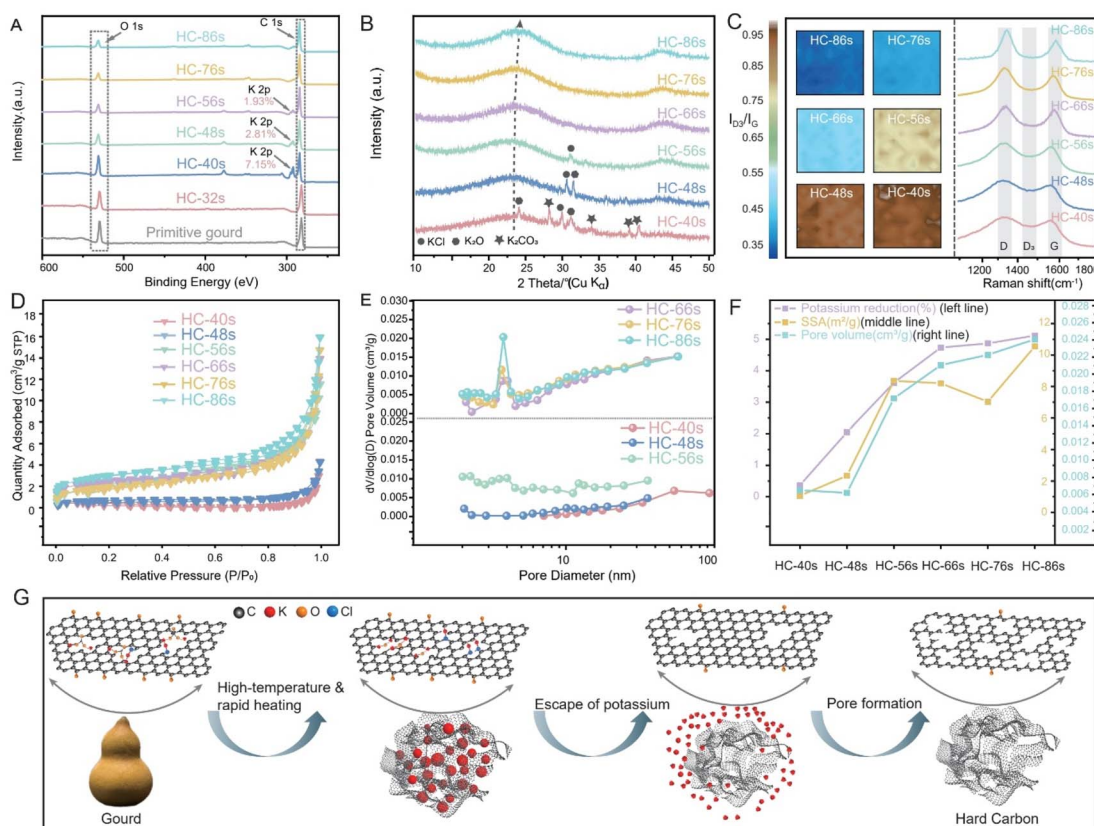 A
O 1s
C 1s
HC-86s
HC-76s
HC-56s
K 2p
1.93%
HC-48s
K 2p
2.81%
HC-40s
K 2p
7.15%
HC-32s
Primitive gourd
Intensity.(a.u.)
600
500
400
300
Binding Energy (eV)
B
HC-86s
HC-76s
HC-66s
HC-56s
HC-48s
HC-40s
KCl
K₂O
K₂CO₃
Intensity (a.u.)
10
15
20
25
30
35
40
45
50
2 Theta/°(Cu Kα)
C
0.95
0.85
0.75
0.65
0.55
0.45
0.35
I D3/I G
HC-86s
HC-76s
HC-66s
HC-56s
HC-48s
HC-40s
HC-86s
HC-76s
HC-66s
HC-56s
HC-48s
HC-40s
D
D₃
G
1200
1400
1600
1800
Raman shift(cm⁻¹)
D
HC-40s
HC-48s
HC-56s
HC-66s
HC-76s
HC-86s
Quantity Adsorbed (cm³/g STP)
20
18
16
14
12
10
8
6
4
2
0
0.0
0.2
0.4
0.6
0.8
1.0
Relative Pressure (P/P₀)
E
HC-66s
HC-76s
HC-86s
HC-40s
HC-48s
HC-56s
dV/dlog(D) Pore Volume (cm³/g)
0.030
0.025
0.020
0.015
0.010
0.005
0.000
0.025
0.020
0.015
0.010
0.005
0.000
10
100
Pore Diameter (nm)
F
Potassium reduction(%) (left line)
SSA(m²/g)(middle line)
Pore volume(cm³/g)(right line)
6
5
4
3
2
1
0
12
10
8
6
4
2
0
0.028
0.026
0.024
0.022
0.020
0.018
0.016
0.014
0.012
0.010
0.008
0.006
0.004
0.002
0.000
HC-40s
HC-48s
HC-56s
HC-66s
HC-76s
HC-86s
G
C K O Cl
High-temperature &
rapid heating
Escape of potassium
Pore formation
Gourd
Hard Carbon